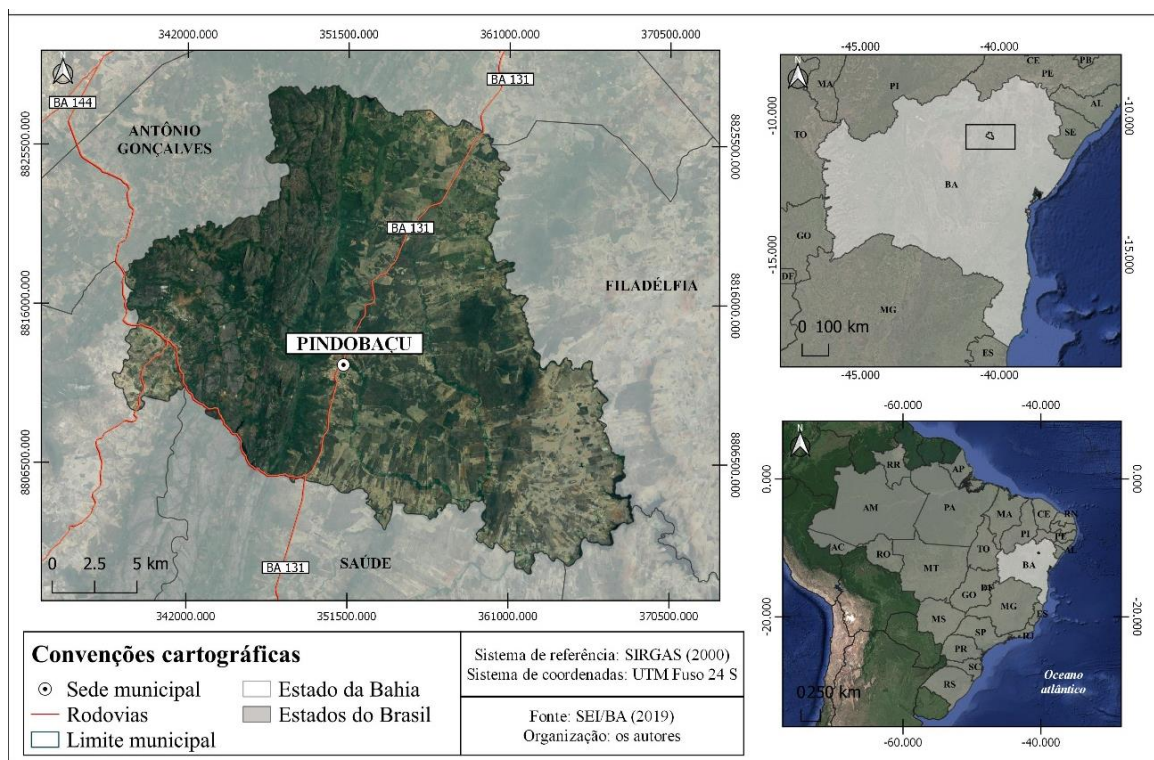 342000.000
351500.000
361000.000
370500.000
BA 144
BA 131
ANTÔNIO
GONÇALVES
8825500.000
8825500.000
BA 131
FILADÉLFIA
8816000.000
8816000.000
PINDOBAÇU
8806500.000
8806500.000
0 2.5 5 km
SAÚDE
BA 131
342000.000
351500.000
361000.000
370500.000
Convenções cartográficas
Sede municipal
Rodovias
Limite municipal
Estado da Bahia
Estados do Brasil
Sistema de referência: SIRGAS (2000)
Sistema de coordenadas: UTM Fuso 24 S
Fonte: SEI/BA (2019)
Organização: os autores
-45.000
-40.000
N
CE
PB
PE
MA
PI
AL
-10.000
-10.000
TO
SE
BA
GO
-15.000
-15.000
DF
MG
0 100 km
ES
-45.000
-40.000
-60.000
-40.000
N
RR
AP
0.000
0.000
AM
PA
MA
CE
RN
PI
PE
AL
AC
RO
TO
BA
MT
DF
GO
MG
ES
-20.000
-20.000
MS
SP
RJ
PR
SC
RS
Oceano
atlântico
0 250 km
-60.000
-40.000